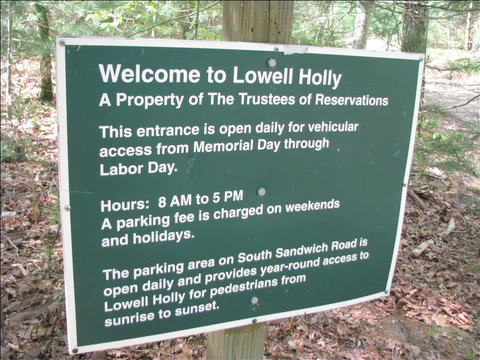 Welcome to Lowell Holly
A Property of The Trustees of Reservations
This entrance is open daily for vehicular
access from Memorial Day through
Labor Day.
Hours: 8 AM to 5 PM
A parking fee is charged on weekends
and holidays.
The parking area on South Sandwich Road is
open daily and provides year-round access to
Lowell Holly for pedestrians from
sunrise to sunset.